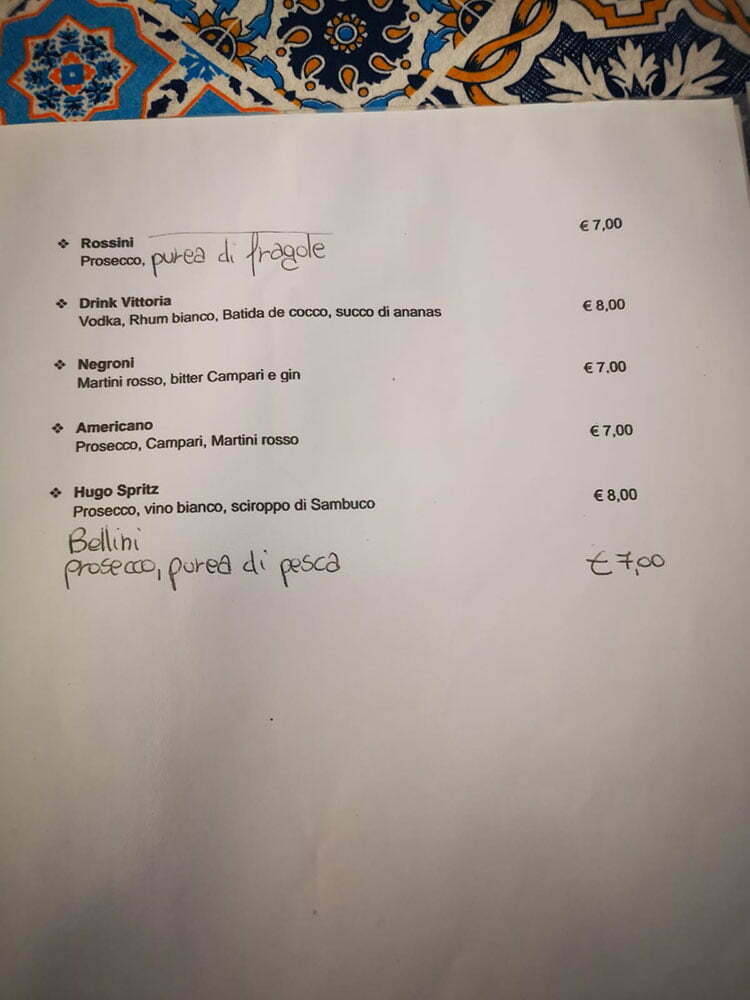 ❖ Rossini € 7,00
Prosecco, purea di fragole
❖ Drink Vittoria € 8,00
Vodka, Rhum bianco, Batida de cocco, succo di ananas
❖ Negroni € 7,00
Martini rosso, bitter Campari e gin
❖ Americano € 7,00
Prosecco, Campari, Martini rosso
❖ Hugo Spritz € 8,00
Prosecco, vino bianco, sciroppo di Sambuco
Bellini
prosecco, purea di pesca € 7,00